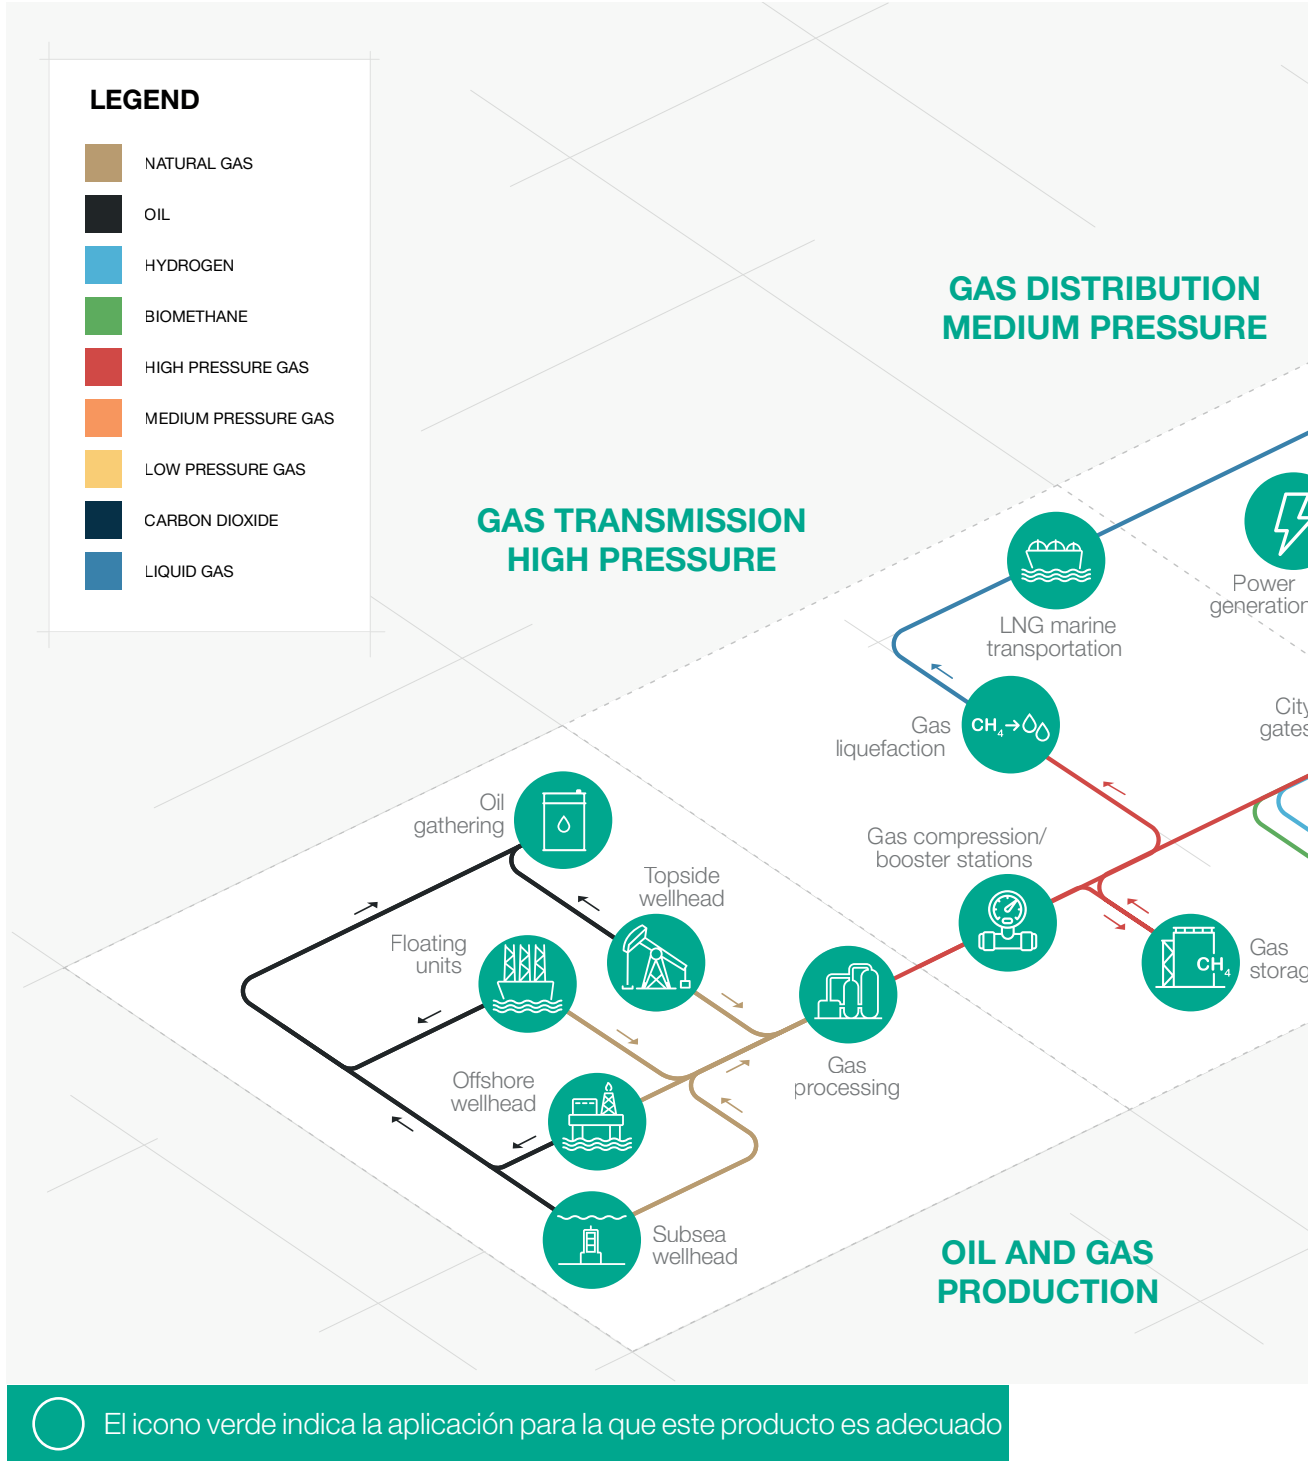 LEGEND
NATURAL GAS
OIL
HYDROGEN
BIOMETHANE
HIGH PRESSURE GAS
MEDIUM PRESSURE GAS
LOW PRESSURE GAS
CARBON DIOXIDE
LIQUID GAS
GAS DISTRIBUTION
MEDIUM PRESSURE
GAS TRANSMISSION
HIGH PRESSURE
Power
generation
LNG marine
transportation
City
gates
Gas
liquefaction
CH₄→
Oil
gathering
Gas compression/
booster stations
Topside
wellhead
Floating
units
Gas
storag
CH₄
Gas
processing
Offshore
wellhead
Subsea
wellhead
OIL AND GAS
PRODUCTION
El icono verde indica la aplicación para la que este producto es adecuado